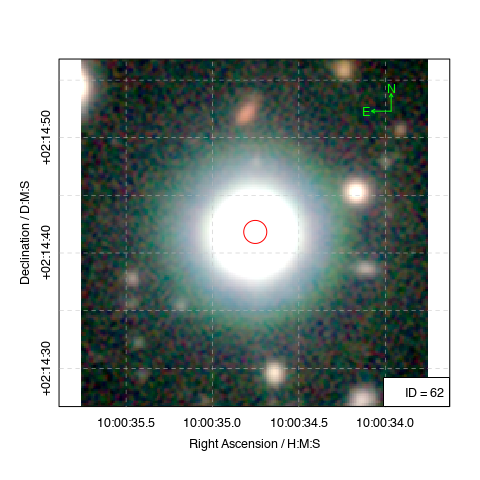 N
E
+02:14:50
+02:14:40
+02:14:30
Declination / D:M:S
ID = 62
10:00:35.5 10:00:35.0 10:00:34.5 10:00:34.0
Right Ascension / H:M:S